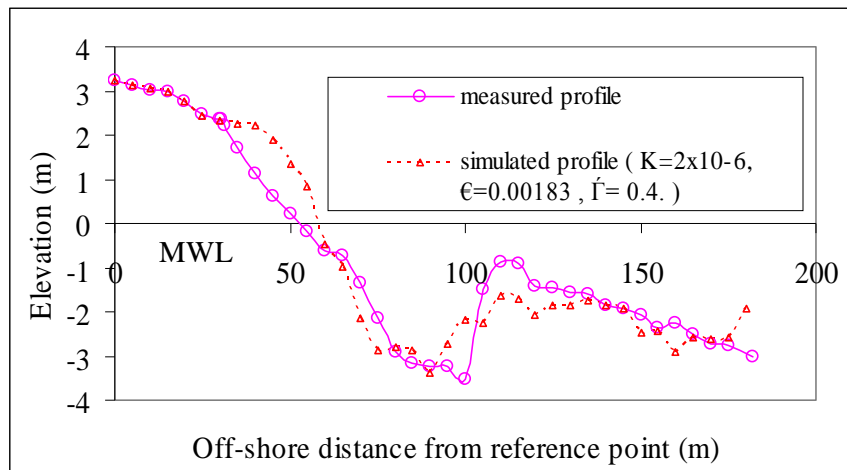 4
3
2
1
0
-1
-2
-3
-4
Elevation (m)
measured profile
simulated profile ( K=2x10-6,
€=0.00183 , Γ́= 0.4. )
MWL
0
50
100
150
200
Off-shore distance from reference point (m)